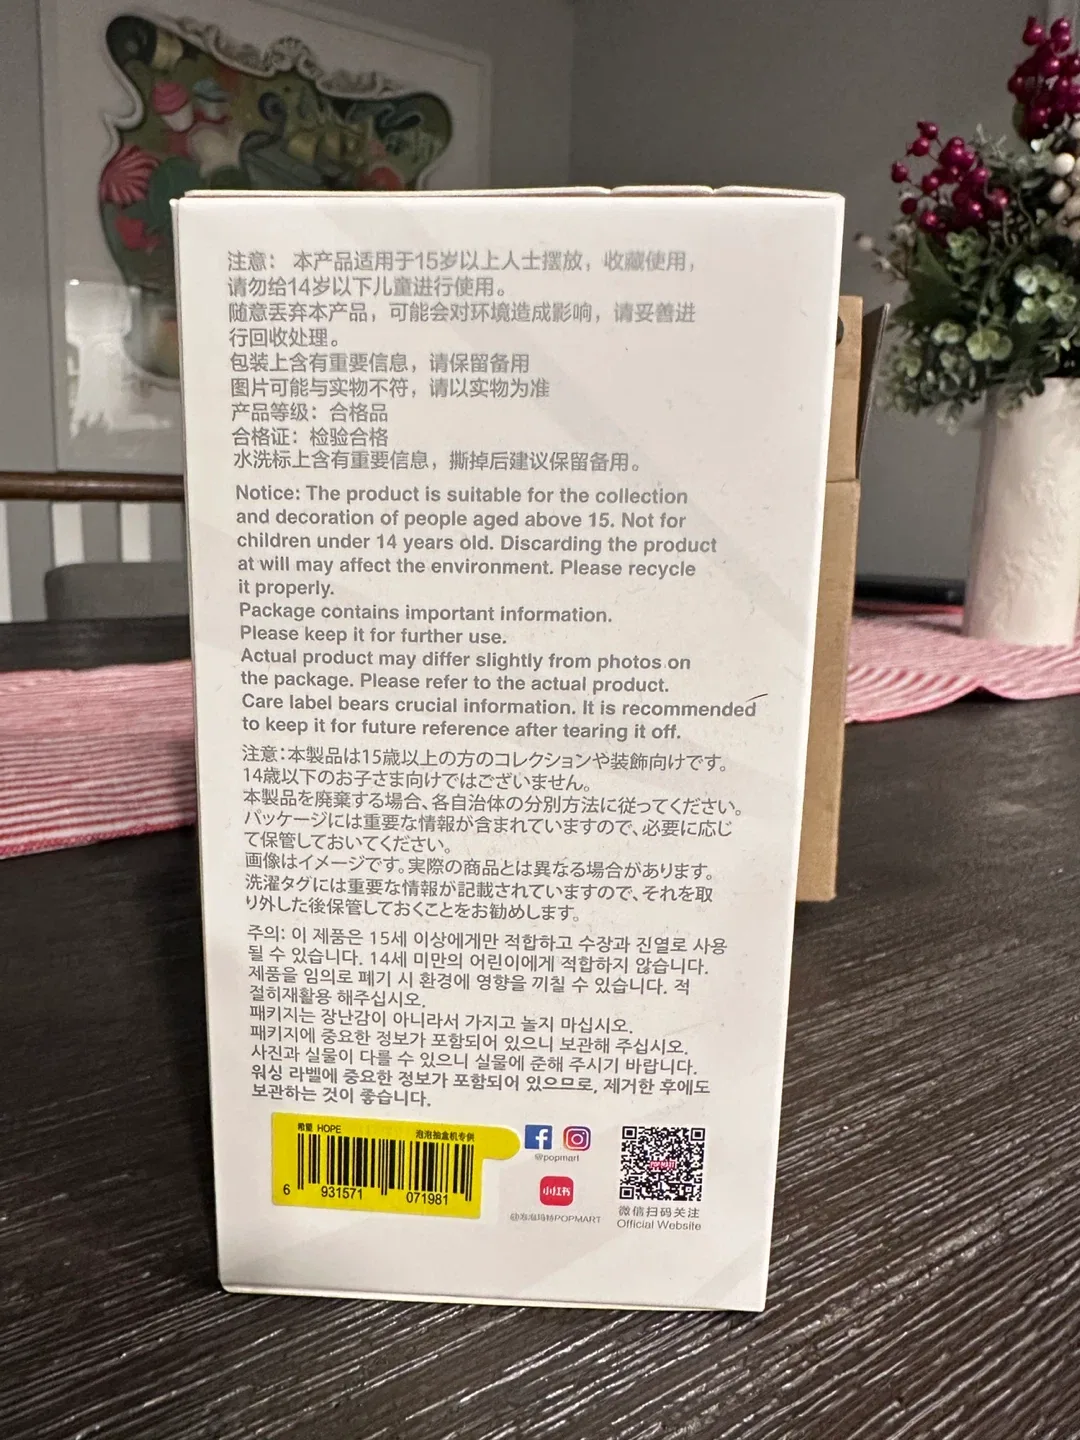 注意： 本产品适用于15岁以上人士摆放，收藏使用，
请勿给14岁以下儿童进行使用。
随意丢弃本产品，可能会对环境造成影响，请妥善进
行回收处理。
包装上含有重要信息，请保留备用
图片可能与实物不符，请以实物为准
产品等级：合格品
合格证：检验合格
水洗标上含有重要信息，撕掉后建议保留备用。
Notice: The product is suitable for the collection
and decoration of people aged above 15. Not for
children under 14 years old. Discarding the product
at will may affect the environment. Please recycle
it properly.
Package contains important information.
Please keep it for further use.
Actual product may differ slightly from photos on
the package. Please refer to the actual product.
Care label bears crucial information. It is recommended
to keep it for future reference after tearing it off.
注意：本製品は15歳以上の方のコレクションや装飾向けです。
14歳以下のお子さま向けではございません。
本製品を廃棄する場合、各自治体の分別方法に従ってください。
パッケージには重要な情報が含まれていますので、必要に応じ
て保管しておいてください。
画像はイメージです。実際の商品とは異なる場合があります。
洗濯タグには重要な情報が記載されていますので、それを取
り外した後保管しておくことをお勧めします。
주의: 이 제품은 15세 이상에게만 적합하고 수장과 진열로 사용
될 수 있습니다. 14세 미만의 어린이에게 적합하지 않습니다.
제품을 임의로 폐기 시 환경에 영향을 끼칠 수 있습니다. 적
절히재활용 해주십시오.
패키지는 장난감이 아니라서 가지고 놀지 마십시오.
패키지에 중요한 정보가 포함되어 있으니 보관해 주십시오.
사진과 실물이 다를 수 있으니 실물에 준해 주시기 바랍니다.
워싱 라벨에 중요한 정보가 포함되어 있으므로, 제거한 후에도
보관하는 것이 좋습니다.
希望 HOPE 泡泡抽盒机专供
6 931571 071981
@popmart
小红书
@泡泡玛特POPMART
POP MART
微信扫码关注
Official Website